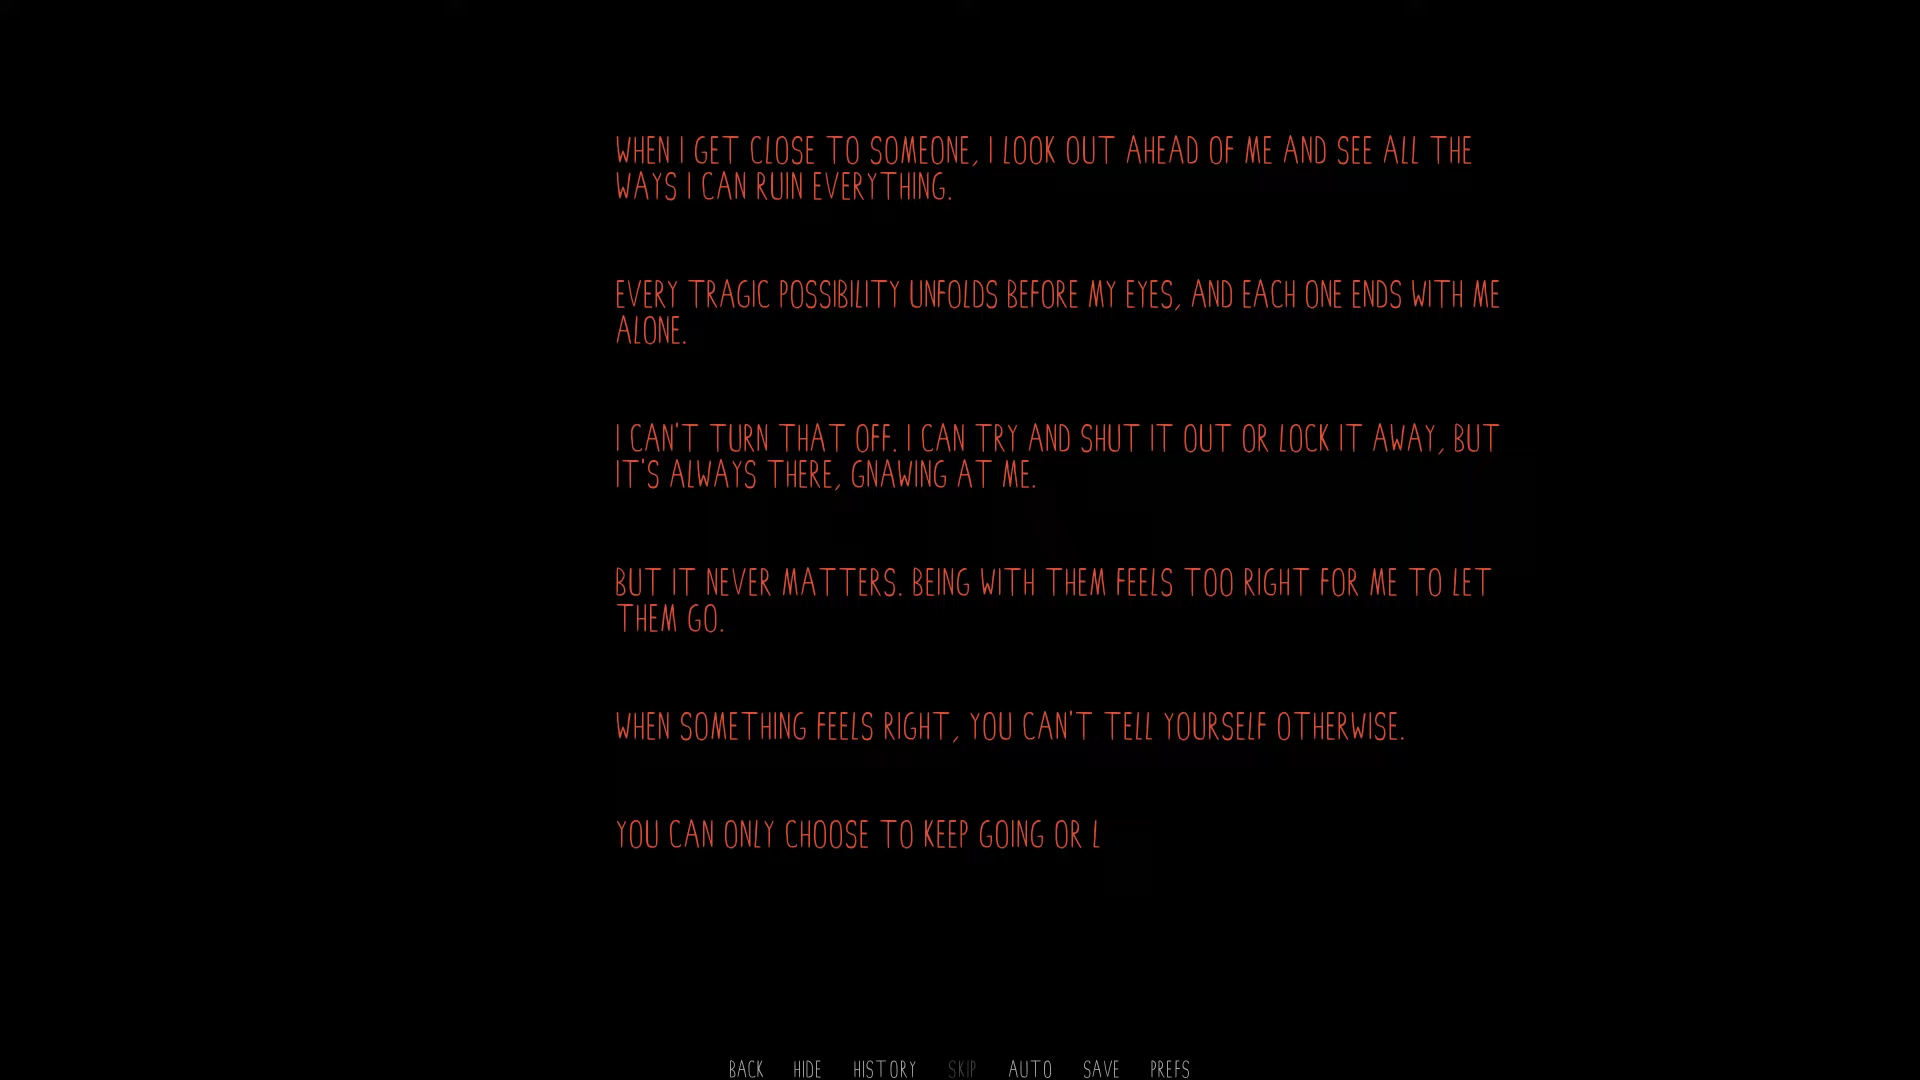 WHEN I GET CLOSE TO SOMEONE, I LOOK OUT AHEAD OF ME AND SEE ALL THE
WAYS I CAN RUIN EVERYTHING.
EVERY TRAGIC POSSIBILITY UNFOLDS BEFORE MY EYES, AND EACH ONE ENDS WITH ME
ALONE.
I CAN'T TURN THAT OFF. I CAN TRY AND SHUT IT OUT OR LOCK IT AWAY, BUT
IT'S ALWAYS THERE, GNAWING AT ME.
BUT IT NEVER MATTERS. BEING WITH THEM FEELS TOO RIGHT FOR ME TO LET
THEM GO.
WHEN SOMETHING FEELS RIGHT, YOU CAN'T TELL YOURSELF OTHERWISE.
YOU CAN ONLY CHOOSE TO KEEP GOING OR L
BACK HIDE HISTORY SKIP AUTO SAVE PREFS